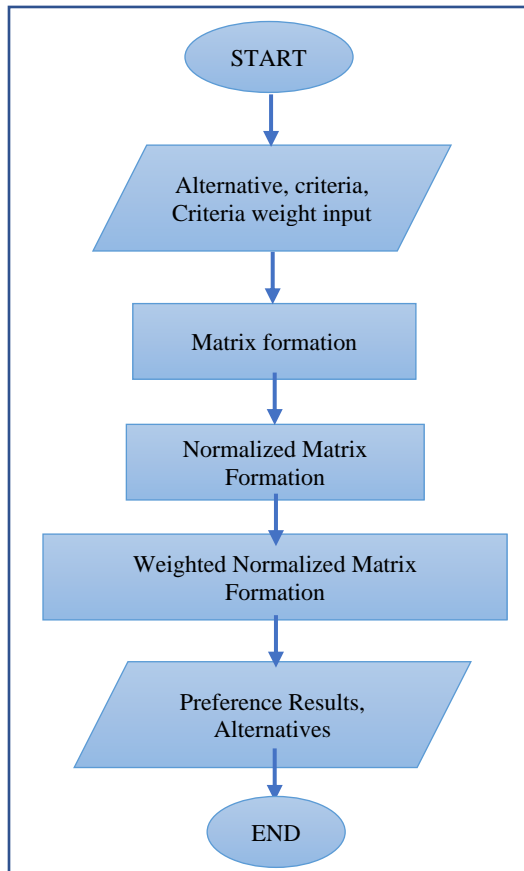 START
Alternative, criteria,
Criteria weight input
Matrix formation
Normalized Matrix
Formation
Weighted Normalized Matrix
Formation
Preference Results,
Alternatives
END